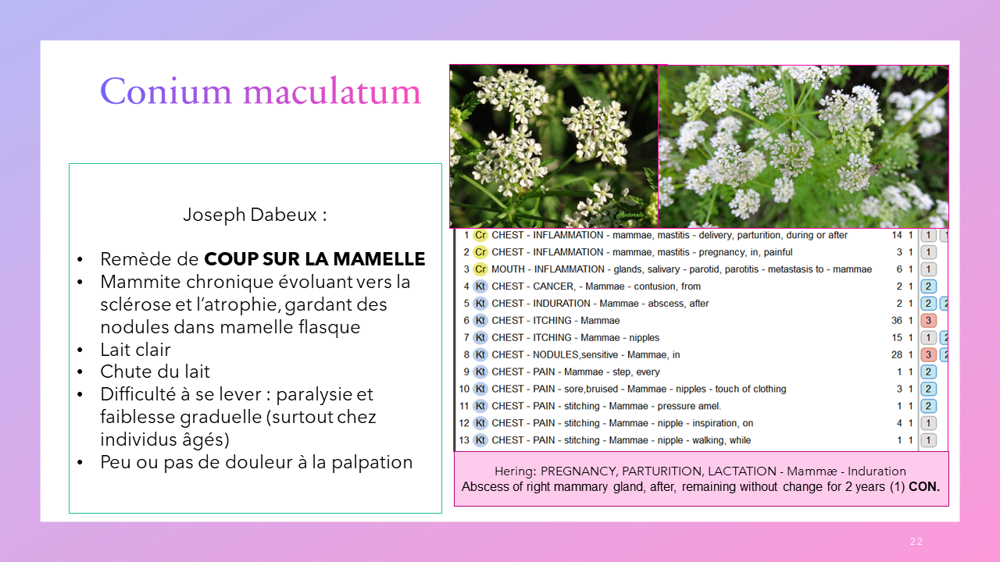 Conium maculatum
Antorelo
Joseph Dabeux :
• Remède de COUP SUR LA MAMELLE
• Mammite chronique évoluant vers la
sclérose et l’atrophie, gardant des
nodules dans mamelle flasque
• Lait clair
• Chute du lait
• Difficulté à se lever : paralysie et
faiblesse graduelle (surtout chez
individus âgés)
• Peu ou pas de douleur à la palpation
1 Cr CHEST - INFLAMMATION - mammae, mastitis - delivery, parturition, during or after 14 1 1 1
2 Cr CHEST - INFLAMMATION - mammae, mastitis - pregnancy, in, painful 3 1 1
3 Cr MOUTH - INFLAMMATION - glands, salivary - parotid, parotitis - metastasis to - mammae 6 1 1
4 Kt CHEST - CANCER, - Mammae - contusion, from 2 1 2
5 Kt CHEST - INDURATION - Mammae - abscess, after 2 1 2 2
6 Kt CHEST - ITCHING - Mammae 36 1 3
7 Kt CHEST - ITCHING - Mammae - nipples 15 1 1 2
8 Kt CHEST - NODULES,sensitive - Mammae, in 28 1 3 2
9 Kt CHEST - PAIN - Mammae - step, every 1 1 2
10 Kt CHEST - PAIN - sore,bruised - Mammae - nipples - touch of clothing 3 1 2
11 Kt CHEST - PAIN - stitching - Mammae - pressure amel. 1 1 2
12 Kt CHEST - PAIN - stitching - Mammae - nipple - inspiration, on 4 1 1
13 Kt CHEST - PAIN - stitching - Mammae - nipple - walking, while 1 1 1
Hering: PREGNANCY, PARTURITION, LACTATION - Mammæ - Induration
Abscess of right mammary gland, after, remaining without change for 2 years (1) CON.
22